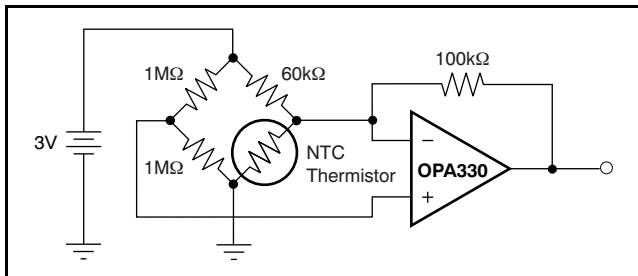 1MΩ
60kΩ
100kΩ
3V
1MΩ
NTC
Thermistor
−
OPA330
+